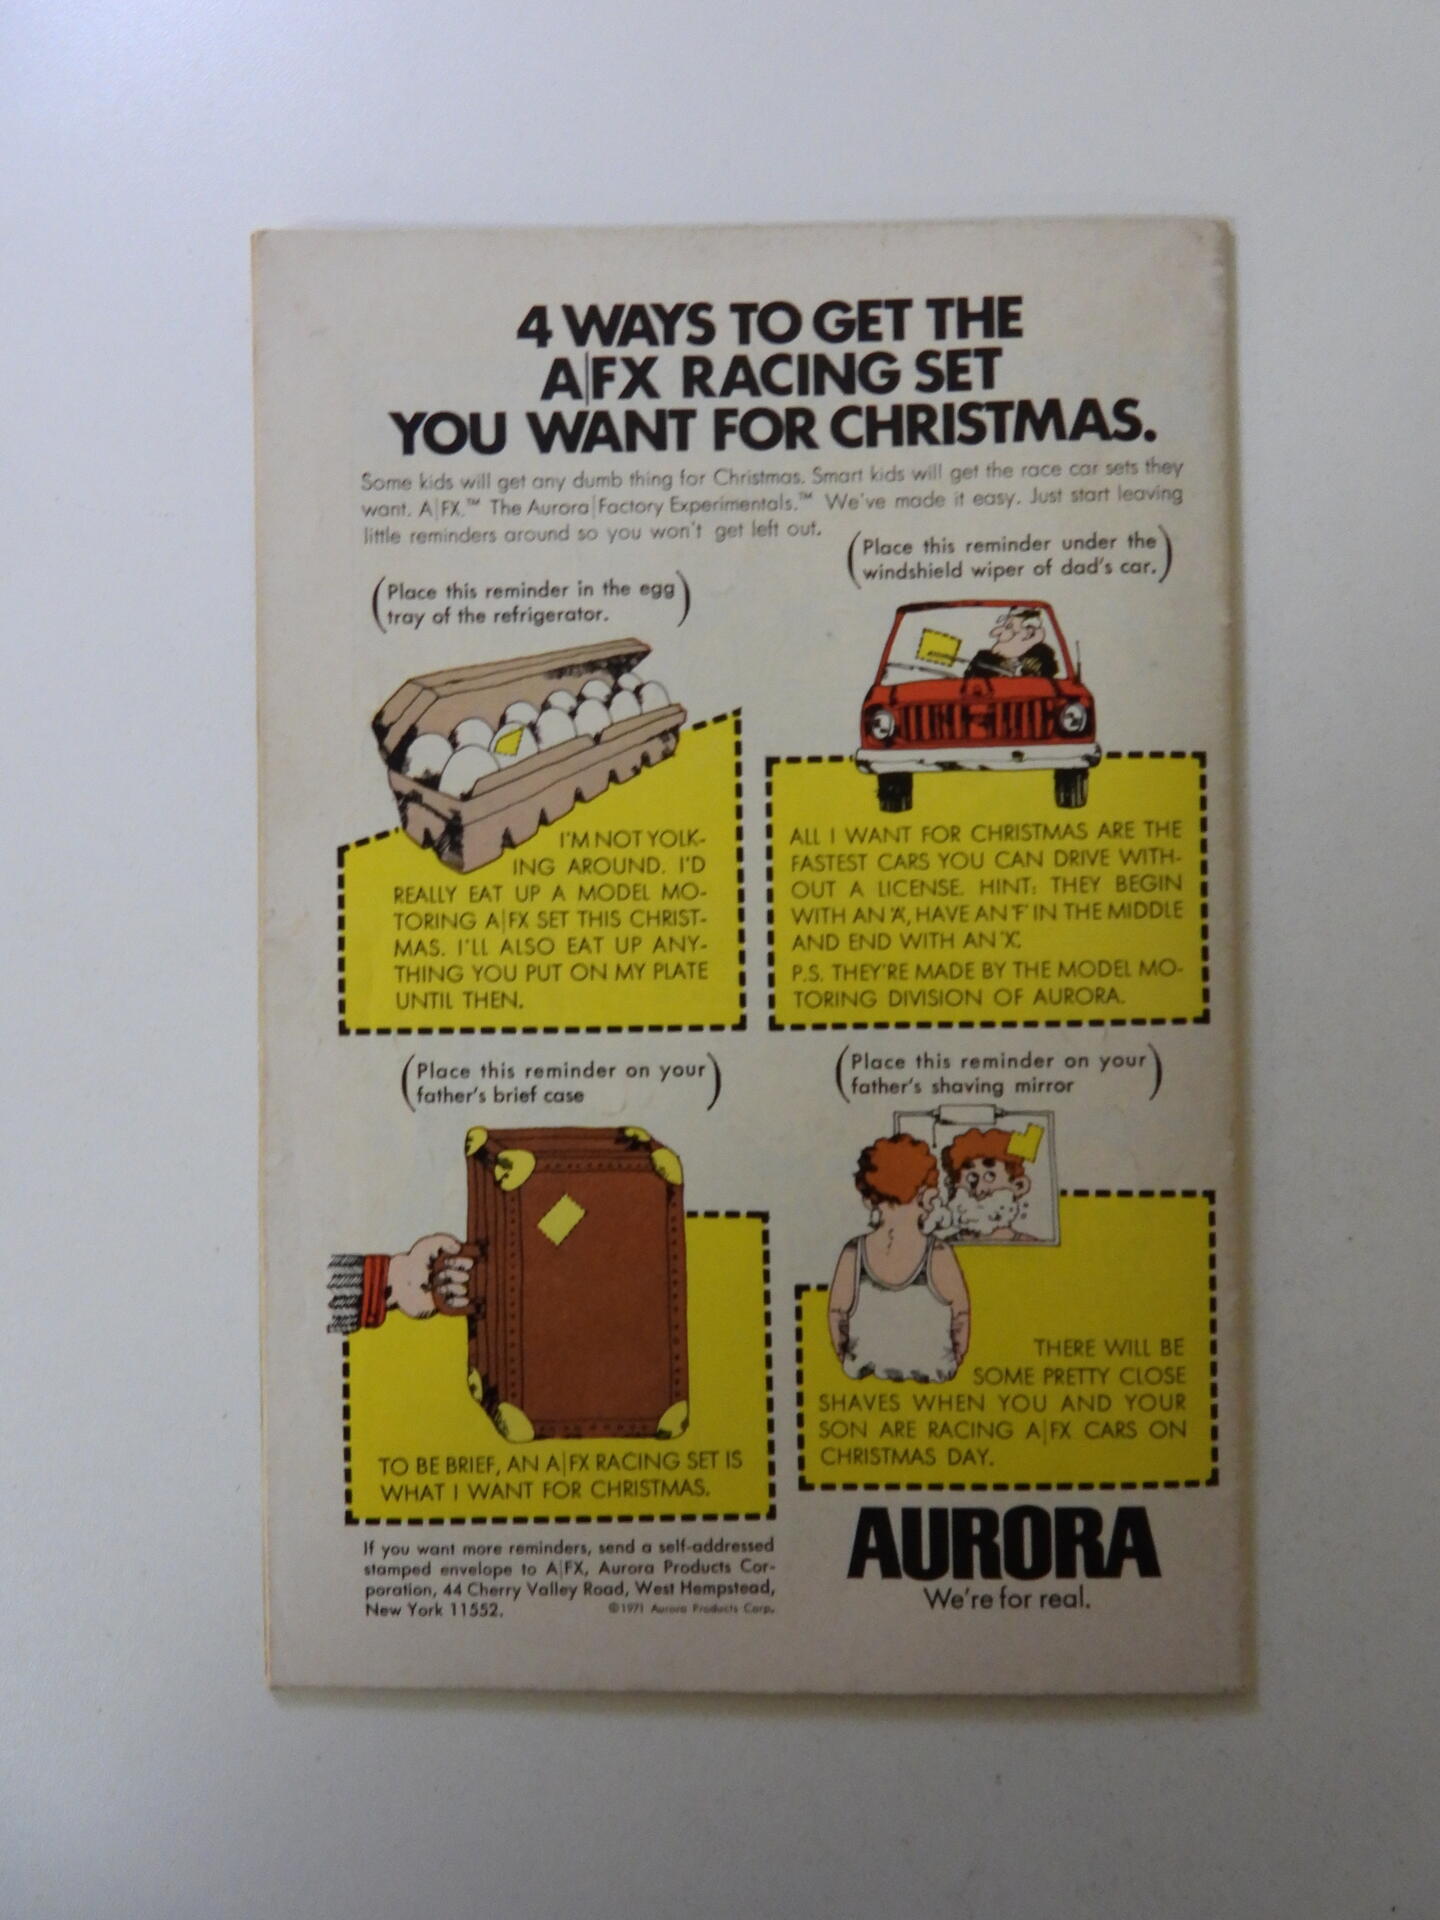 4 WAYS TO GET THE
A|FX RACING SET
YOU WANT FOR CHRISTMAS.
Some kids will get any dumb thing for Christmas. Smart kids will get the race car sets they
want. A|FX.™ The Aurora|Factory Experimentals.™ We've made it easy. Just start leaving
little reminders around so you won't get left out.
(Place this reminder in the egg
tray of the refrigerator.)
I'M NOT YOLK-
ING AROUND. I'D
REALLY EAT UP A MODEL MO-
TORING A|FX SET THIS CHRIST-
MAS. I'LL ALSO EAT UP ANY-
THING YOU PUT ON MY PLATE
UNTIL THEN.
(Place this reminder under the
windshield wiper of dad's car.)
ALL I WANT FOR CHRISTMAS ARE THE
FASTEST CARS YOU CAN DRIVE WITH-
OUT A LICENSE. HINT: THEY BEGIN
WITH AN 'A', HAVE AN 'F' IN THE MIDDLE
AND END WITH AN 'X'.
P.S. THEY'RE MADE BY THE MODEL MO-
TORING DIVISION OF AURORA.
(Place this reminder on your
father's brief case)
TO BE BRIEF, AN A|FX RACING SET IS
WHAT I WANT FOR CHRISTMAS.
(Place this reminder on your
father's shaving mirror)
THERE WILL BE
SOME PRETTY CLOSE
SHAVES WHEN YOU AND YOUR
SON ARE RACING A|FX CARS ON
CHRISTMAS DAY.
If you want more reminders, send a self-addressed
stamped envelope to A|FX, Aurora Products Cor-
poration, 44 Cherry Valley Road, West Hempstead,
New York 11552. ©1971 Aurora Products Corp.
AURORA
We're for real.